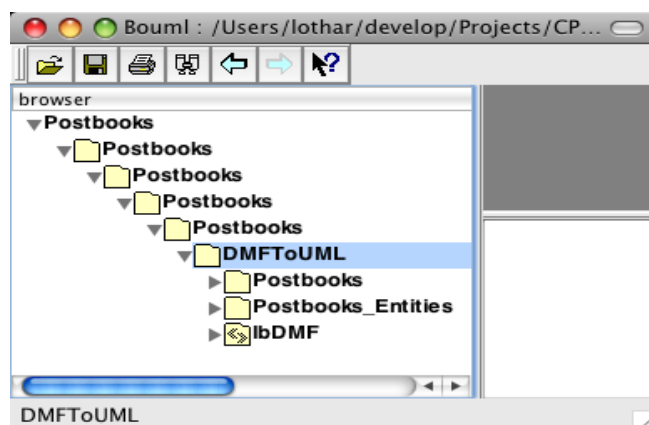 Bouml : /Users/lothar/develop/Projects/CP...
browser
Postbooks
Postbooks
Postbooks
Postbooks
Postbooks
DMFToUML
Postbooks
Postbooks_Entities
lbDMF
DMFToUML